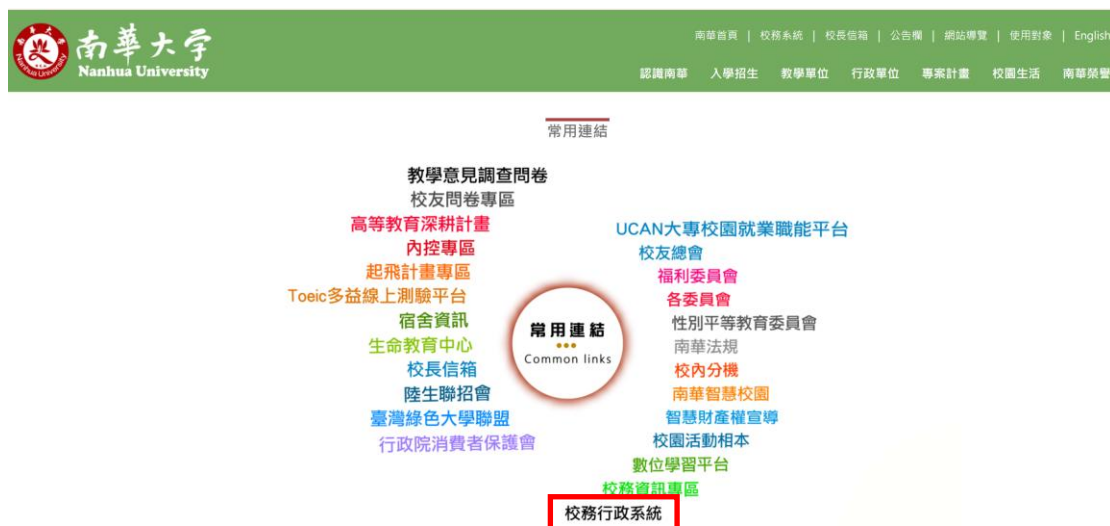 南華大學
Nanhua University
南華首頁 | 校務系統 | 校長信箱 | 公告欄 | 網站導覽 | 使用對象 | English
認識南華 入學招生 教學單位 行政單位 專案計畫 校園生活 南華榮譽
常用連結
教學意見調查問卷
校友問卷專區
高等教育深耕計畫
內控專區
起飛計畫專區
Toeic多益線上測驗平台
宿舍資訊
生命教育中心
校長信箱
陸生聯招會
臺灣綠色大學聯盟
行政院消費者保護會
常用連結
Common links
UCAN大專校園就業職能平台
校友總會
福利委員會
各委員會
性別平等教育委員會
南華法規
校內分機
南華智慧校園
智慧財產權宣導
校園活動相本
數位學習平台
校務資訊專區
校務行政系統